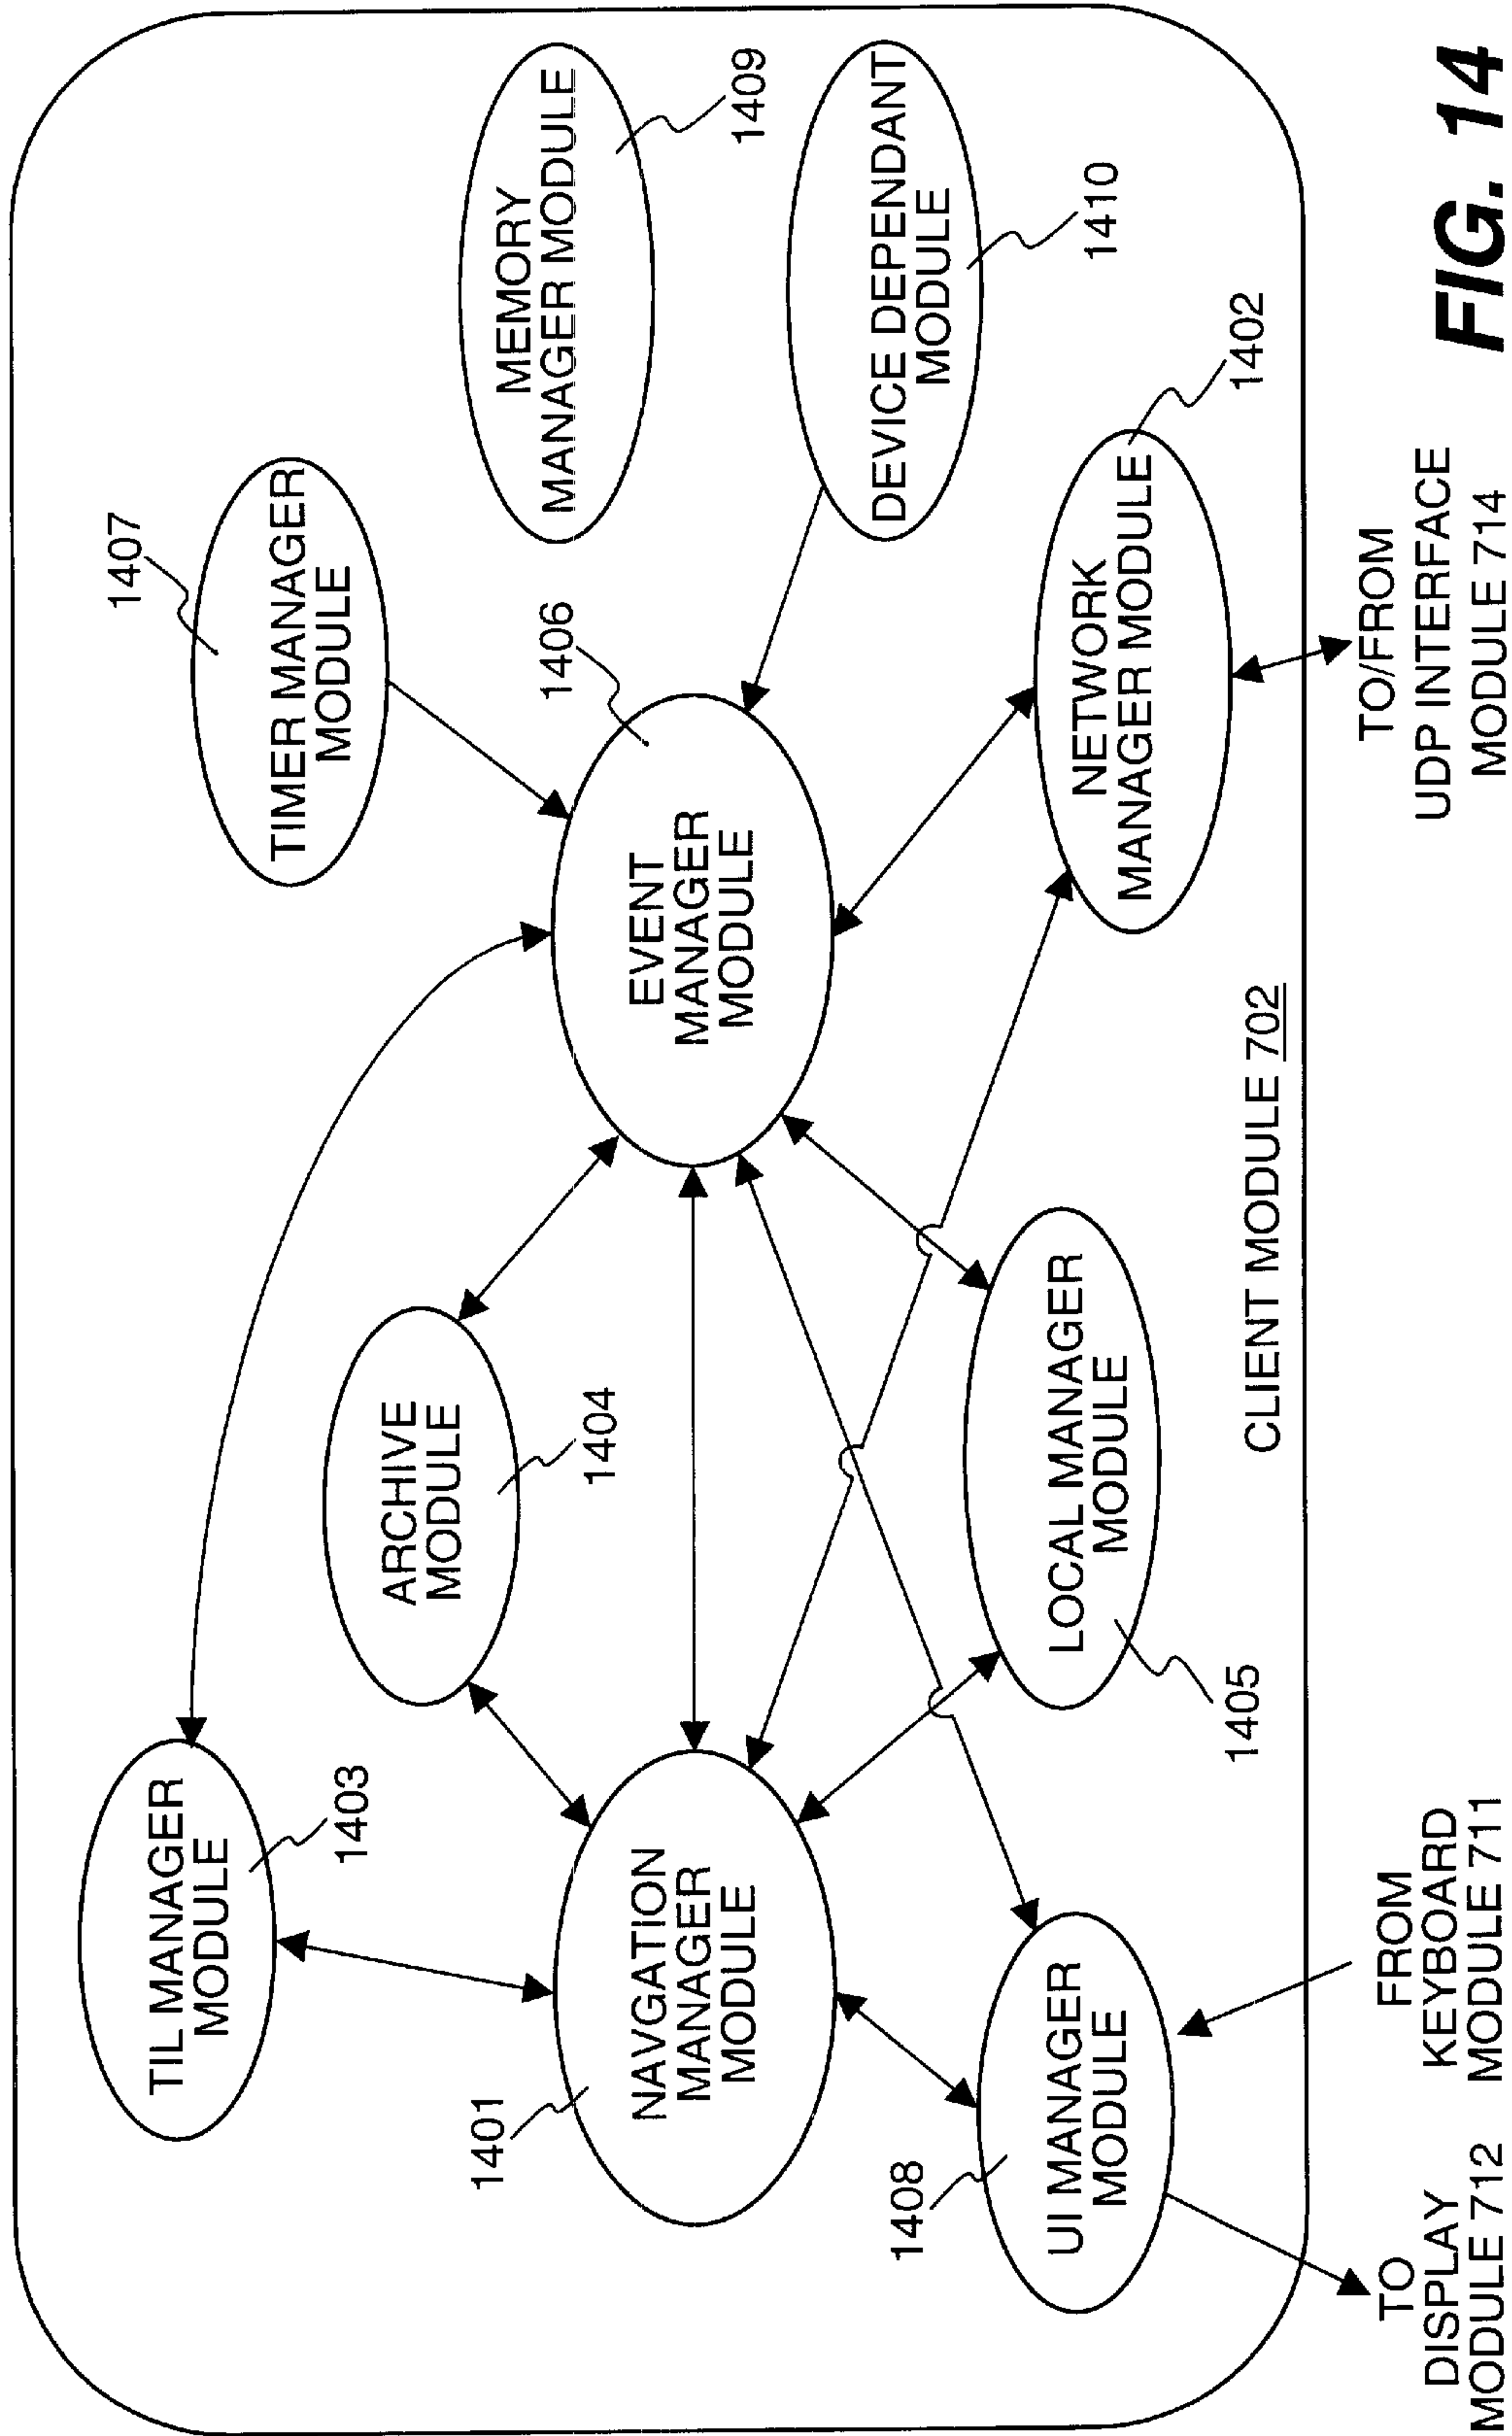 1407
TIMER MANAGER
MODULE
MEMORY
MANAGER MODULE
1409
TIL MANAGER
MODULE
1403
ARCHIVE
MODULE
1404
1406
EVENT
MANAGER
MODULE
DEVICE DEPENDANT
MODULE
1410
1401
NAVGATION
MANAGER
MODULE
NETWORK
MANAGER MODULE
1402
1408
UI MANAGER
MODULE
LOCAL MANAGER
MODULE
1405
CLIENT MODULE 702
TO
DISPLAY
MODULE 712
FROM
KEYBOARD
MODULE 711
TO/FROM
UDP INTERFACE
MODULE 714
FIG. 14